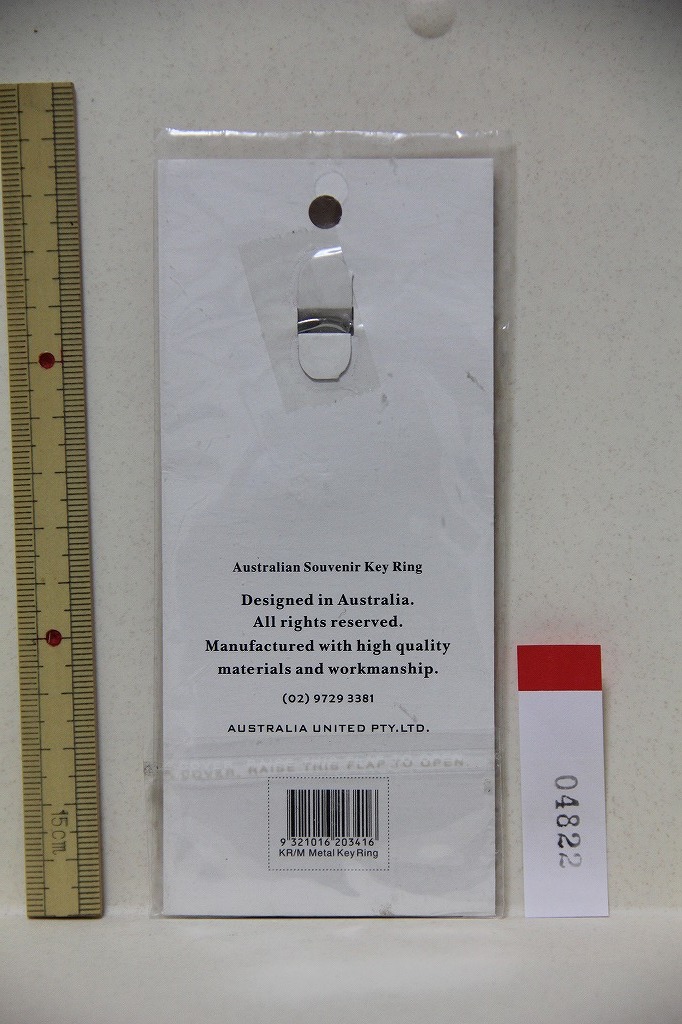 Australian Souvenir Key Ring
Designed in Australia.
All rights reserved.
Manufactured with high quality
materials and workmanship.
(02) 9729 3381
AUSTRALIA UNITED PTY.LTD.
COVER. RAISE THIS FLAP TO OPEN.
9 321016 203416
KR/M Metal Key Ring
15cm
04822